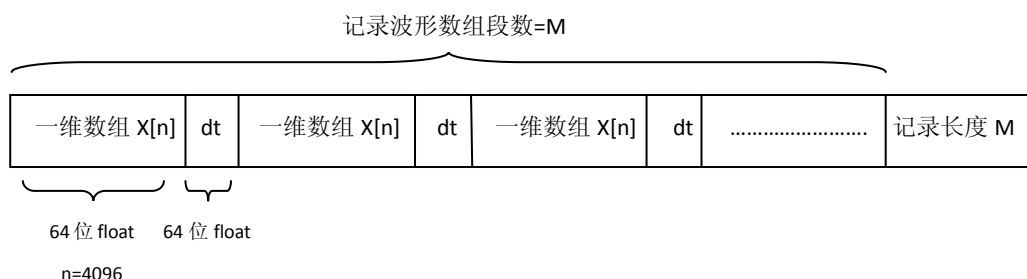 记录波形数组段数=M
一维数组 X[n] dt 一维数组 X[n] dt 一维数组 X[n] dt ……………………. 记录长度 M
64 位 float 64 位 float
n=4096